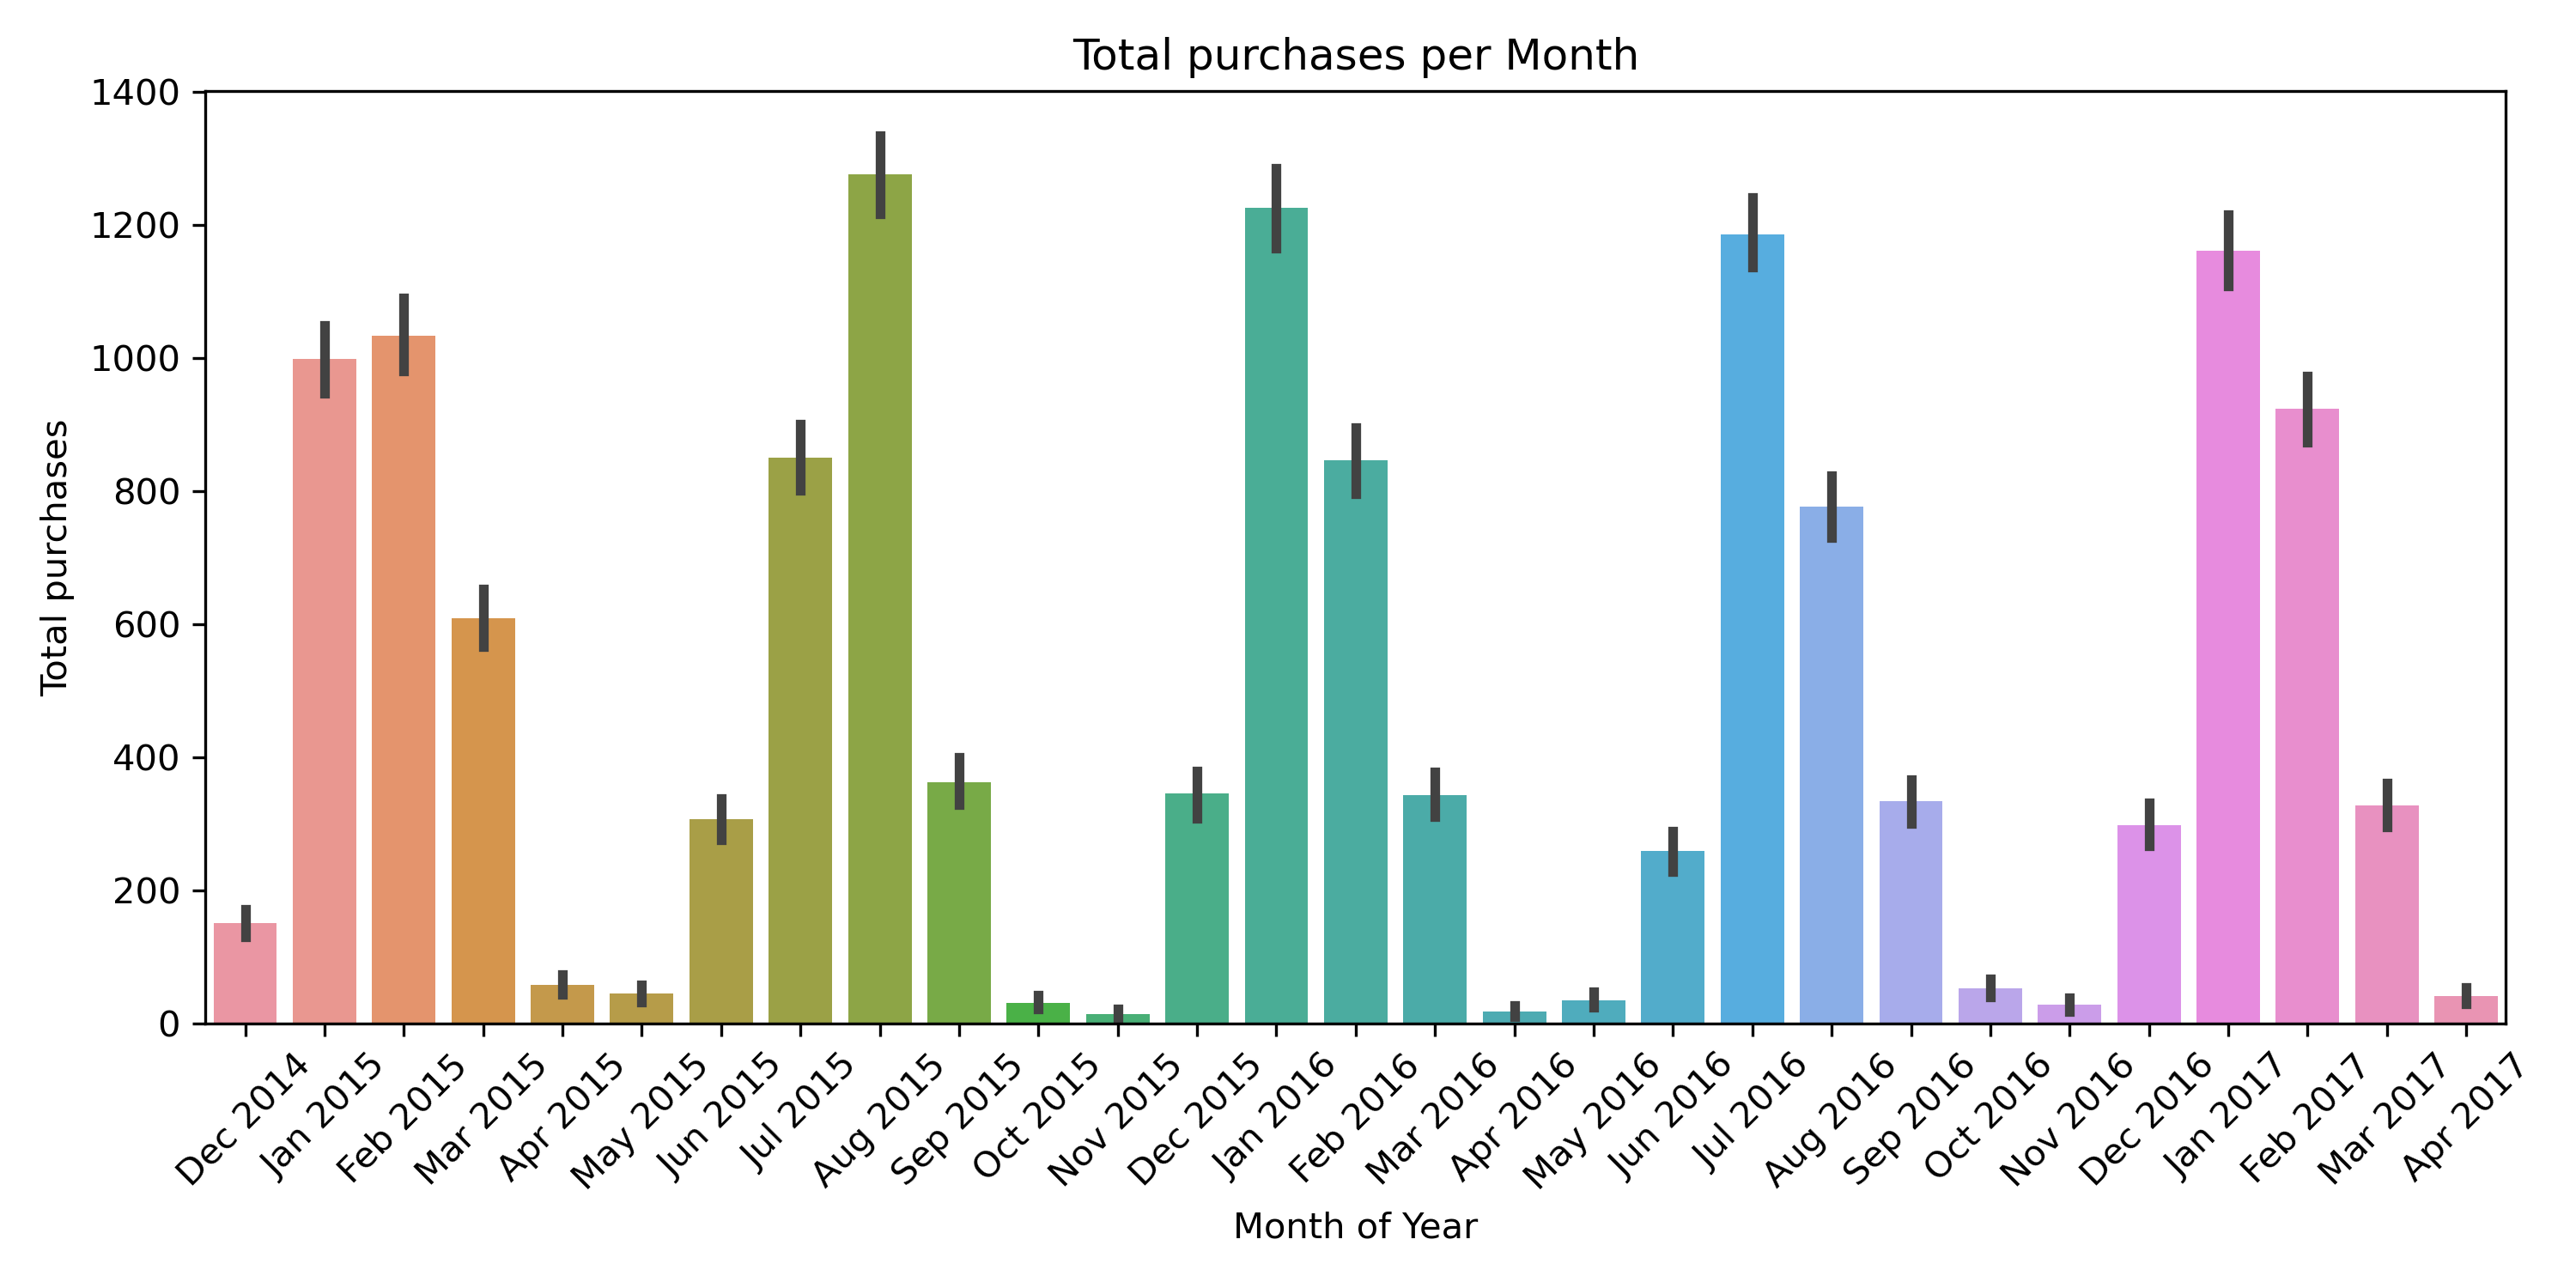 Total purchases per Month
1400
1200
1000
800
600
400
200
0
Total purchases
Dec 2014
Jan 2015
Feb 2015
Mar 2015
Apr 2015
May 2015
Jun 2015
Jul 2015
Aug 2015
Sep 2015
Oct 2015
Nov 2015
Dec 2015
Jan 2016
Feb 2016
Mar 2016
Apr 2016
May 2016
Jun 2016
Jul 2016
Aug 2016
Sep 2016
Oct 2016
Nov 2016
Dec 2016
Jan 2017
Feb 2017
Mar 2017
Apr 2017
Month of Year